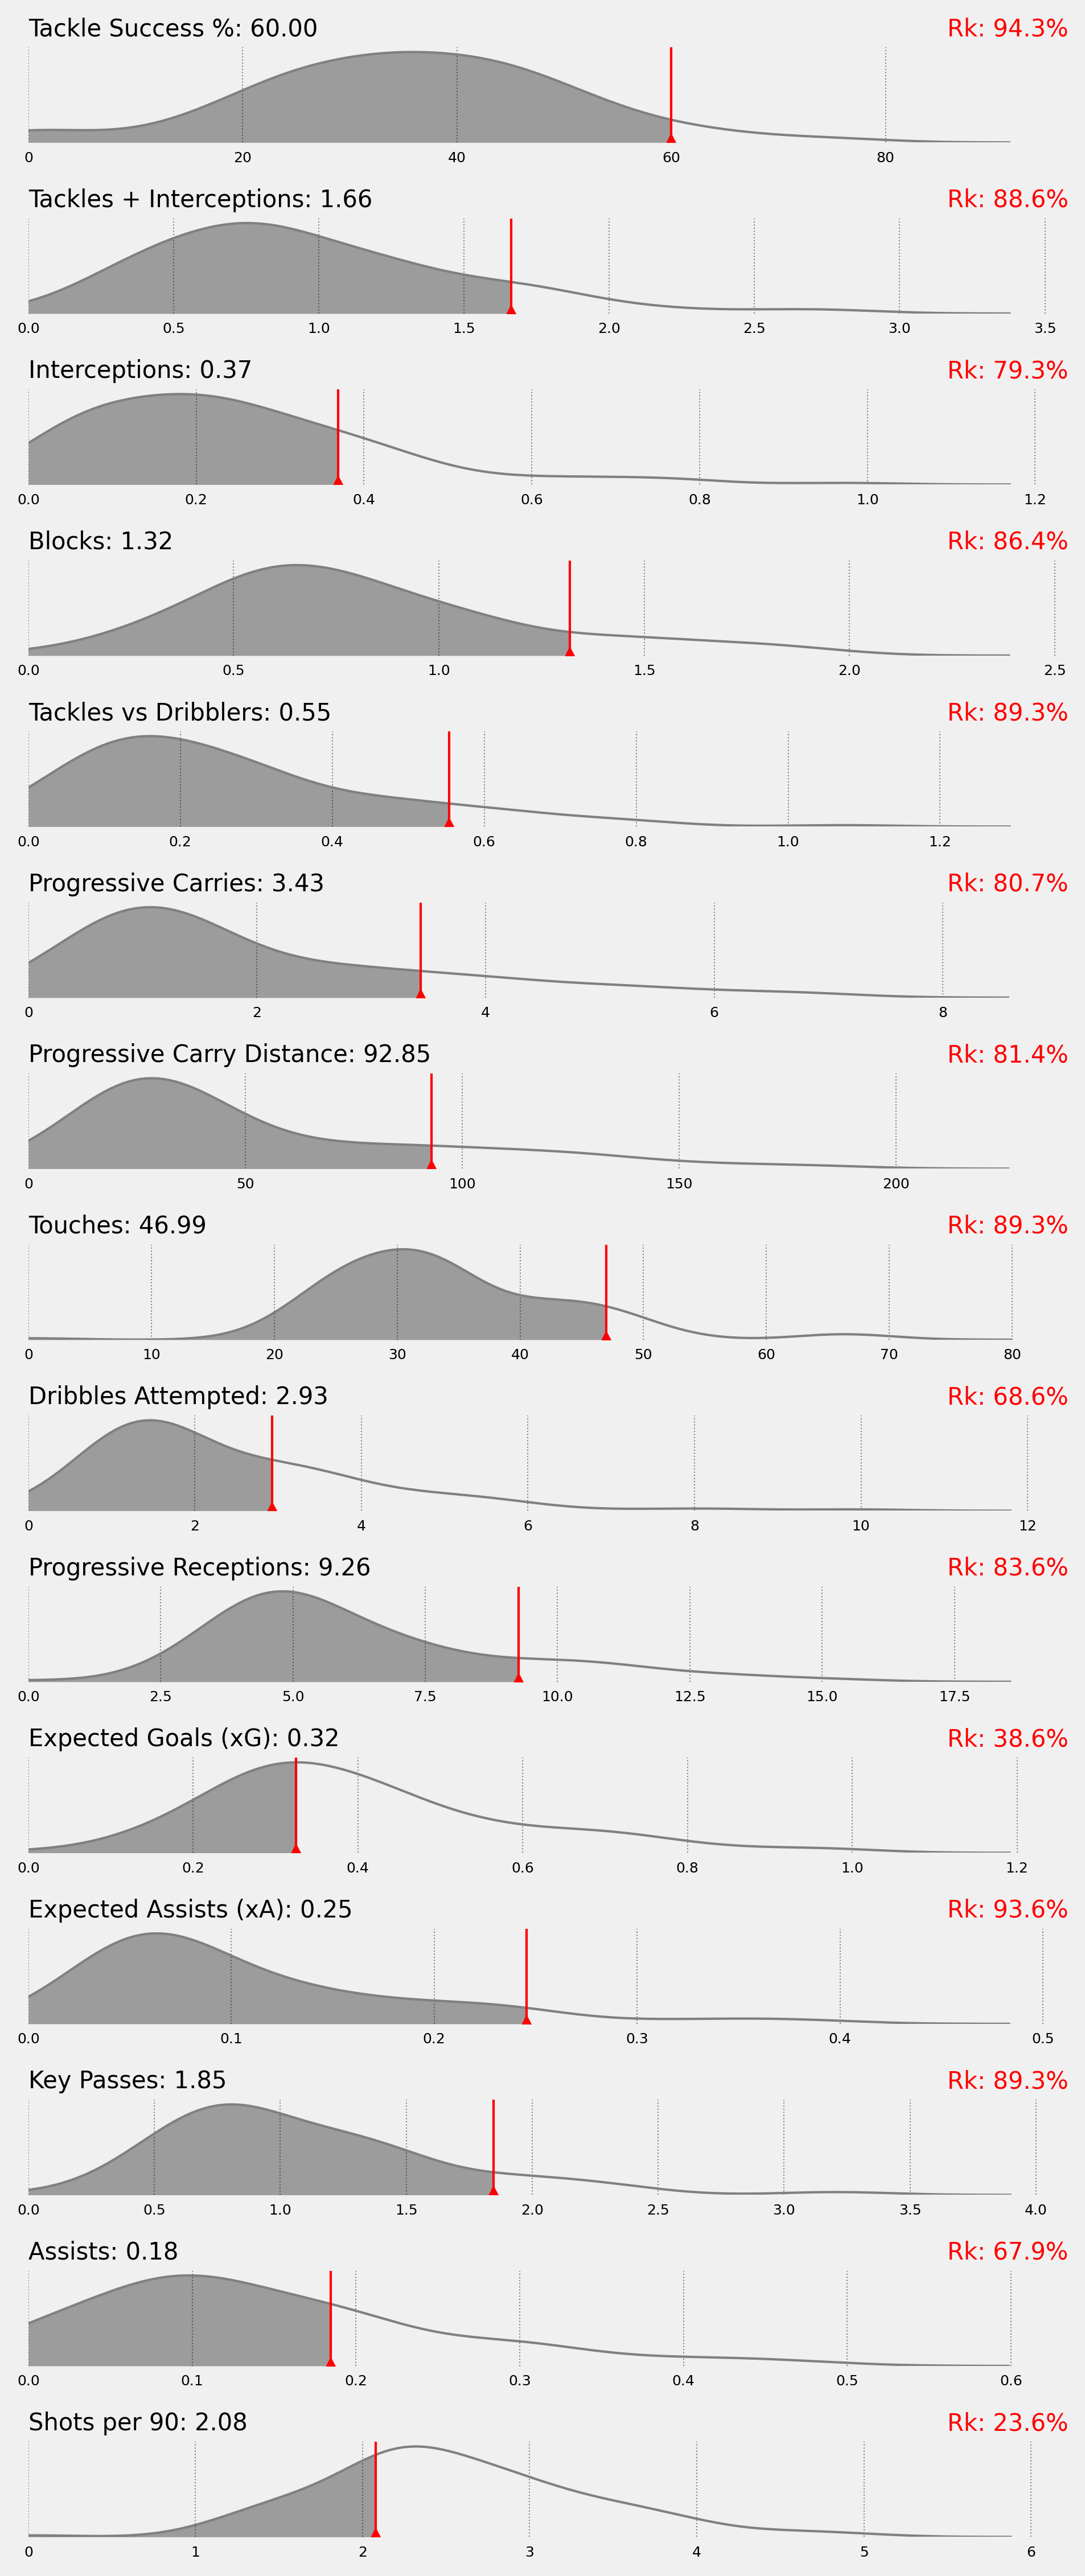 Tackle Success %: 60.00 Rk: 94.3%
0 20 40 60 80
Tackles + Interceptions: 1.66 Rk: 88.6%
0.0 0.5 1.0 1.5 2.0 2.5 3.0 3.5
Interceptions: 0.37 Rk: 79.3%
0.0 0.2 0.4 0.6 0.8 1.0 1.2
Blocks: 1.32 Rk: 86.4%
0.0 0.5 1.0 1.5 2.0 2.5
Tackles vs Dribblers: 0.55 Rk: 89.3%
0.0 0.2 0.4 0.6 0.8 1.0 1.2
Progressive Carries: 3.43 Rk: 80.7%
0 2 4 6 8
Progressive Carry Distance: 92.85 Rk: 81.4%
0 50 100 150 200
Touches: 46.99 Rk: 89.3%
0 10 20 30 40 50 60 70 80
Dribbles Attempted: 2.93 Rk: 68.6%
0 2 4 6 8 10 12
Progressive Receptions: 9.26 Rk: 83.6%
0.0 2.5 5.0 7.5 10.0 12.5 15.0 17.5
Expected Goals (xG): 0.32 Rk: 38.6%
0.0 0.2 0.4 0.6 0.8 1.0 1.2
Expected Assists (xA): 0.25 Rk: 93.6%
0.0 0.1 0.2 0.3 0.4 0.5
Key Passes: 1.85 Rk: 89.3%
0.0 0.5 1.0 1.5 2.0 2.5 3.0 3.5 4.0
Assists: 0.18 Rk: 67.9%
0.0 0.1 0.2 0.3 0.4 0.5 0.6
Shots per 90: 2.08 Rk: 23.6%
0 1 2 3 4 5 6